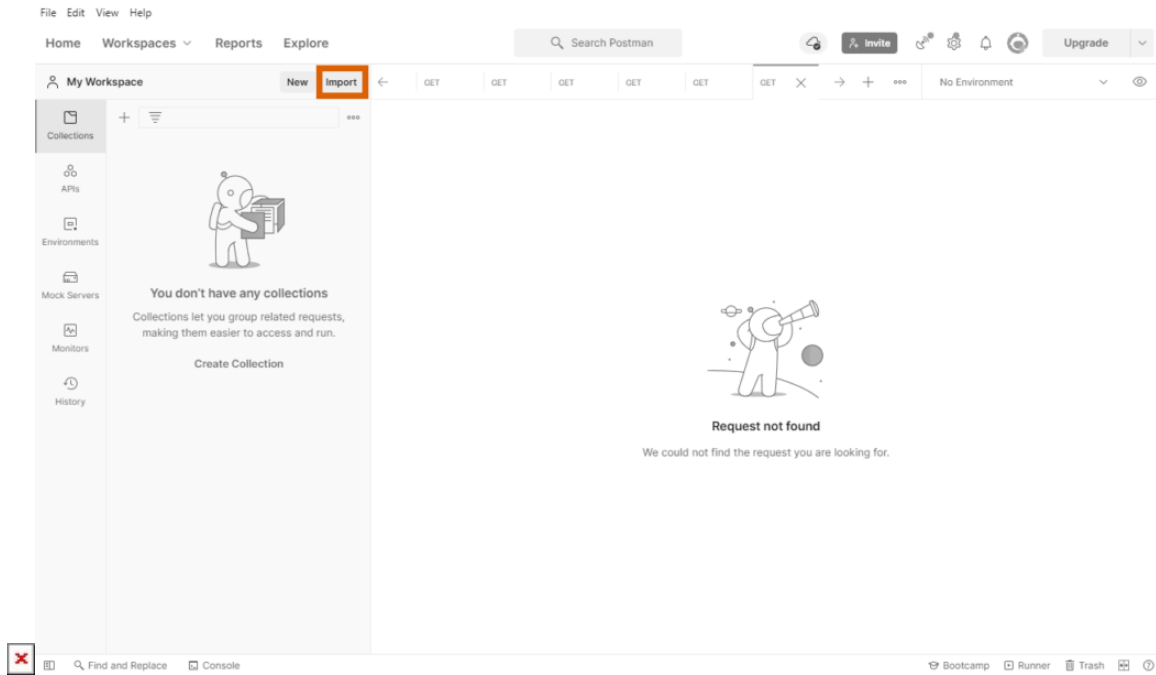 File Edit View Help
Home Workspaces Reports Explore
Search Postman
Invite
Upgrade
My Workspace
New Import
GET GET GET GET GET GET
No Environment
Collections
APIs
Environments
Mock Servers
Monitors
History
You don't have any collections
Collections let you group related requests,
making them easier to access and run.
Create Collection
Request not found
We could not find the request you are looking for.
Find and Replace Console
Bootcamp Runner Trash